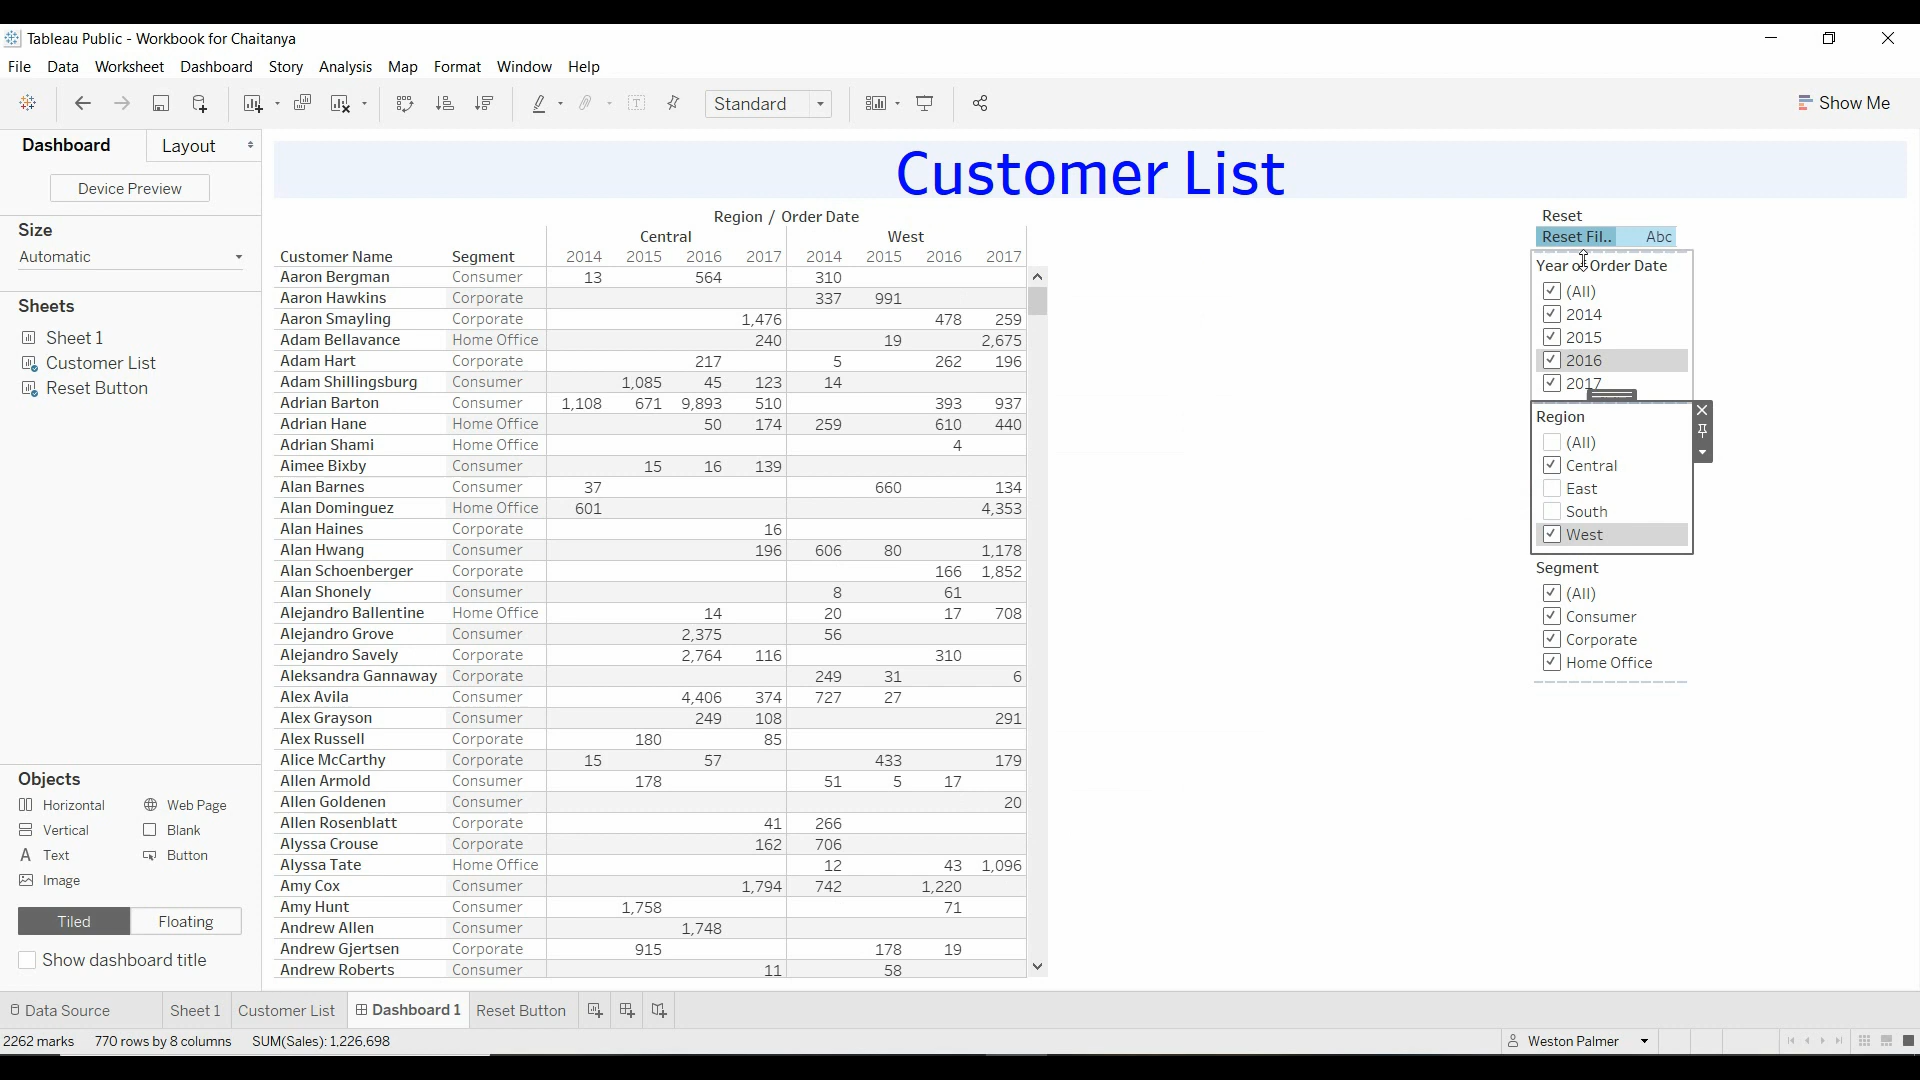 Tableau Public - Workbook for Chaitanya
File Data Worksheet Dashboard Story Analysis Map Format Window Help
Standard
Show Me
Dashboard Layout
Device Preview
Size
Automatic
Sheets
Sheet 1
Customer List
Reset Button
Objects
Horizontal Web Page
Vertical Blank
Text Button
Image
Tiled Floating
Show dashboard title
Customer List
Region / Order Date
Central West
Customer Name Segment 2014 2015 2016 2017 2014 2015 2016 2017
Aaron Bergman Consumer 13 564 310
Aaron Hawkins Corporate 337 991
Aaron Smayling Corporate 1,476 478 259
Adam Bellavance Home Office 240 19 2,675
Adam Hart Corporate 217 5 262 196
Adam Shillingsburg Consumer 1,085 45 123 14
Adrian Barton Consumer 1,108 671 9,893 510 393 937
Adrian Hane Home Office 50 174 259 610 440
Adrian Shami Home Office 4
Aimee Bixby Consumer 15 16 139
Alan Barnes Consumer 37 660 134
Alan Dominguez Home Office 601 4,353
Alan Haines Corporate 16
Alan Hwang Consumer 196 606 80 1,178
Alan Schoenberger Corporate 166 1,852
Alan Shonely Consumer 8 61
Alejandro Ballentine Home Office 14 20 17 708
Alejandro Grove Consumer 2,375 56
Alejandro Savely Corporate 2,764 116 310
Aleksandra Gannaway Corporate 249 31 6
Alex Avila Consumer 4,406 374 727 27
Alex Grayson Consumer 249 108 291
Alex Russell Corporate 180 85
Alice McCarthy Corporate 15 57 433 179
Allen Armold Consumer 178 51 5 17
Allen Goldenen Consumer 20
Allen Rosenblatt Corporate 41 266
Alyssa Crouse Corporate 162 706
Alyssa Tate Home Office 12 43 1,096
Amy Cox Consumer 1,794 742 1,220
Amy Hunt Consumer 1,758 71
Andrew Allen Consumer 1,748
Andrew Gjertsen Corporate 915 178 19
Andrew Roberts Consumer 11 58
Reset
Reset Fil.. Abc
Year of Order Date
(All)
2014
2015
2016
2017
Region
(All)
Central
East
South
West
Segment
(All)
Consumer
Corporate
Home Office
Data Source Sheet 1 Customer List Dashboard 1 Reset Button
2262 marks 770 rows by 8 columns SUM(Sales): 1,226,698 Weston Palmer